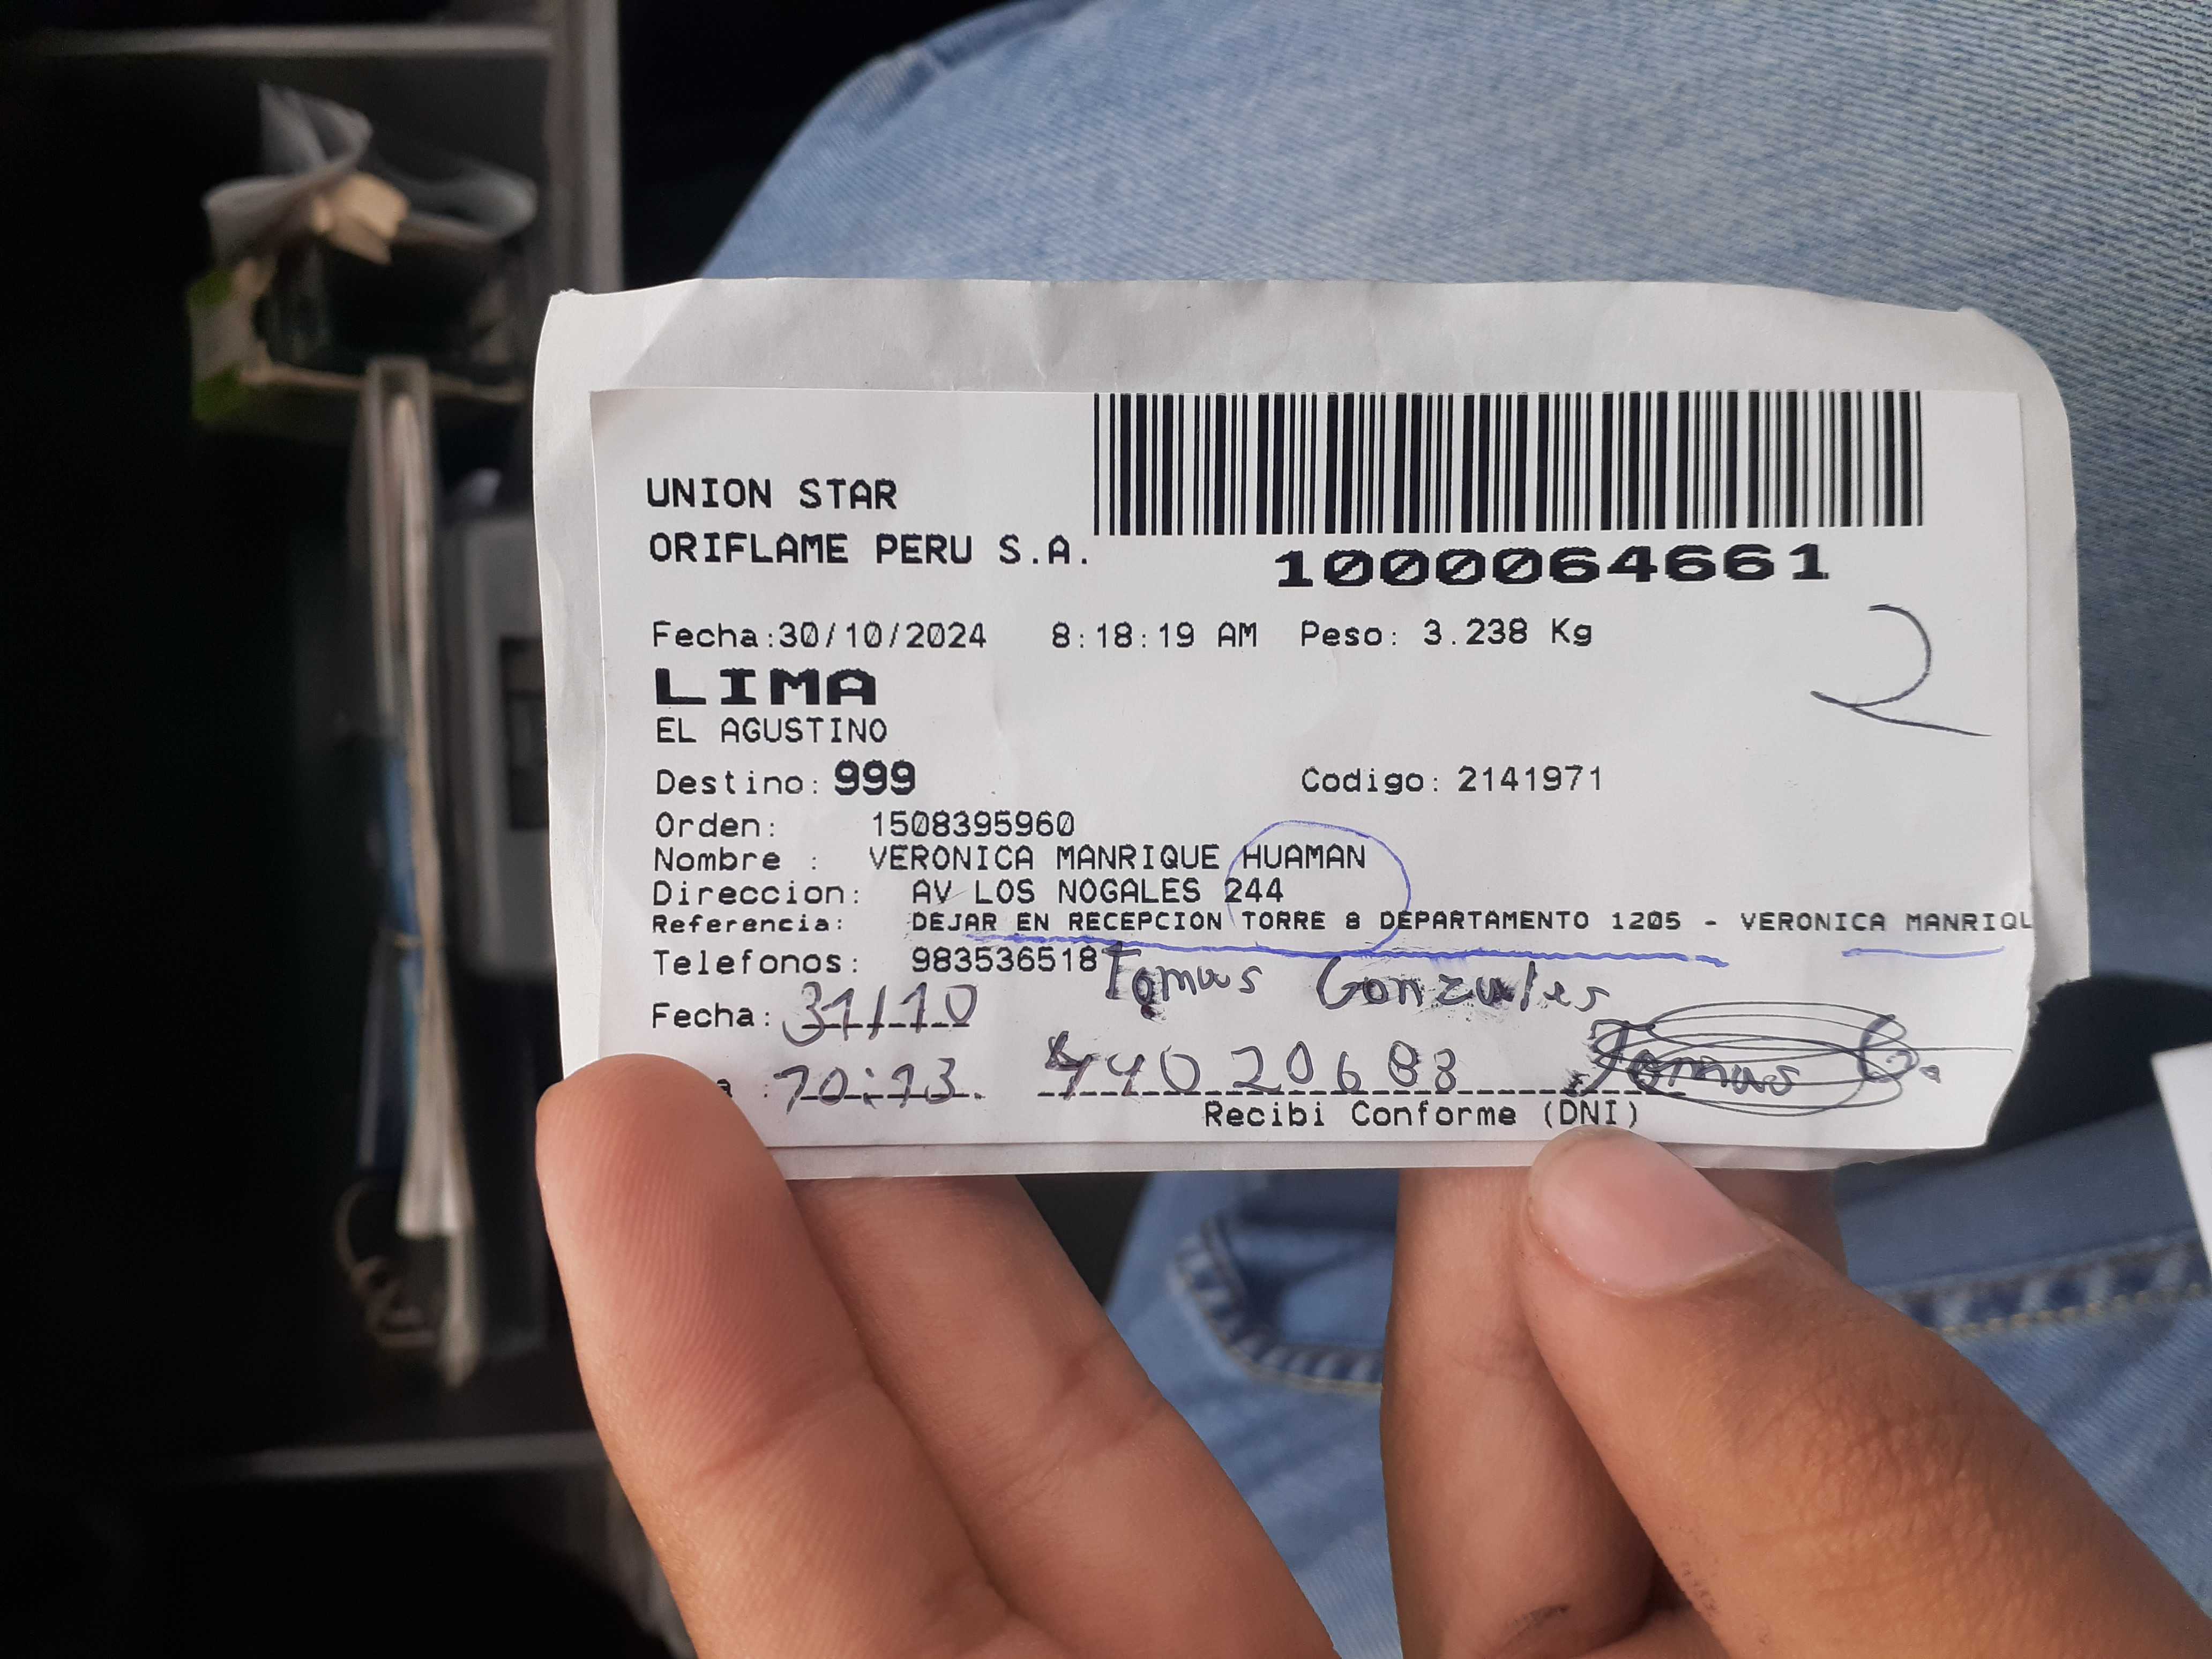 UNION STAR
ORIFLAME PERU S.A.
1000064661
Fecha:30/10/2024 8:18:19 AM Peso: 3.238 Kg
2
LIMA
EL AGUSTINO
Destino: 999 Codigo: 2141971
Orden: 1508395960
Nombre : VERONICA MANRIQUE HUAMAN
Direccion: AV LOS NOGALES 244
Referencia: DEJAR EN RECEPCION TORRE 8 DEPARTAMENTO 1205 - VERONICA MANRIQU
Telefonos: 983536518 Tomas Gonzales
Fecha: 31/10
a : 10:13. 44020688 Tomas G.
Recibi Conforme (DNI)